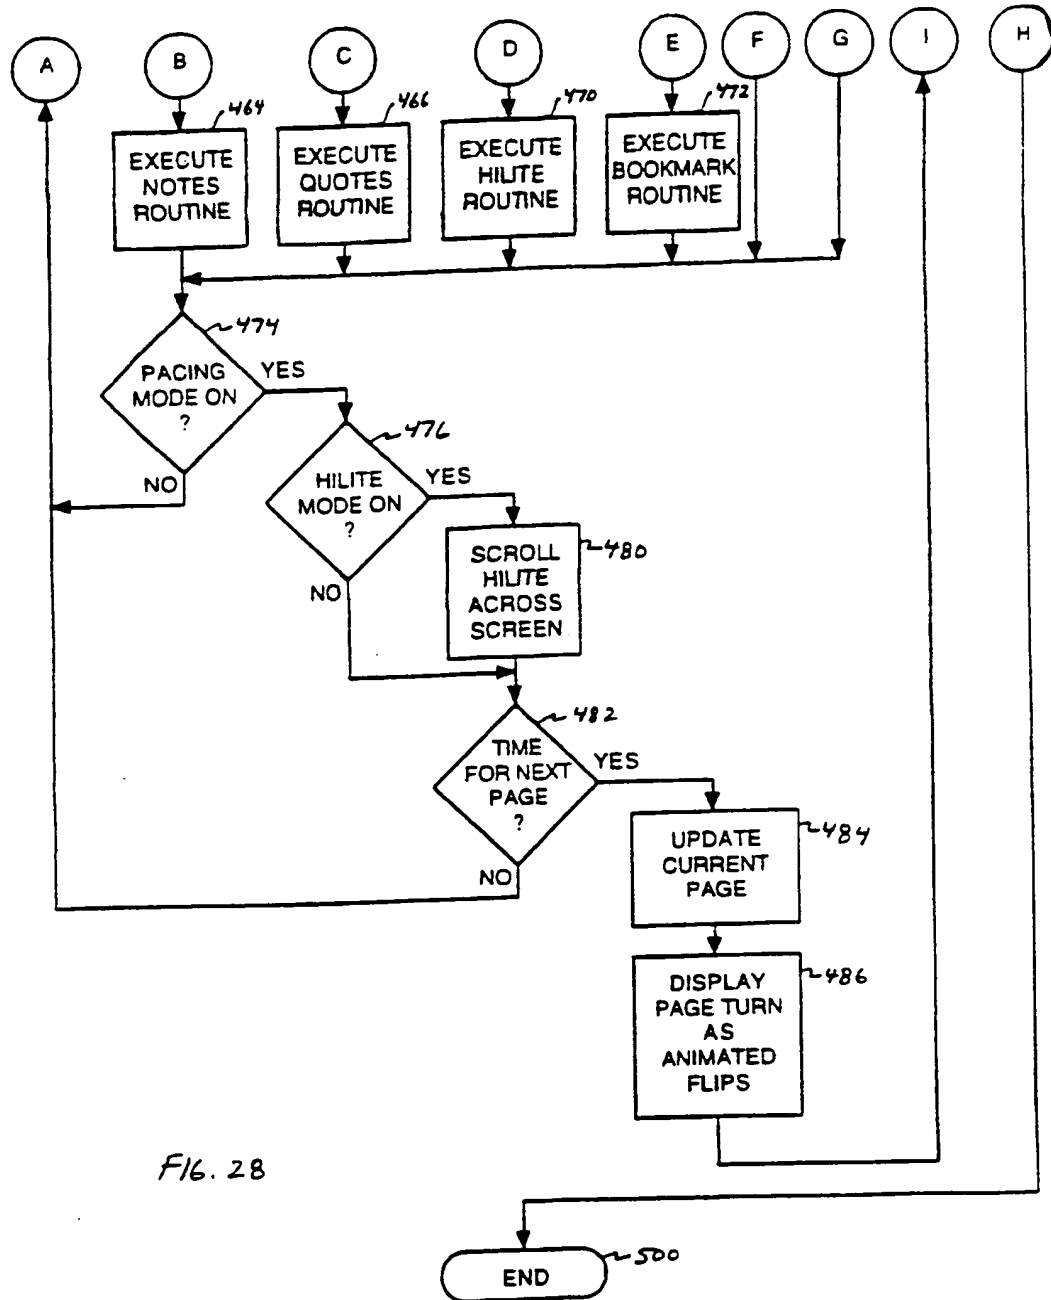 A
B
C
D
E
F
G
I
H
464
466
470
472
EXECUTE
NOTES
ROUTINE
EXECUTE
QUOTES
ROUTINE
EXECUTE
HILITE
ROUTINE
EXECUTE
BOOKMARK
ROUTINE
474
PACING
MODE ON
?
YES
NO
476
HILITE
MODE ON
?
YES
NO
480
SCROLL
HILITE
ACROSS
SCREEN
482
TIME
FOR NEXT
PAGE
?
YES
NO
484
UPDATE
CURRENT
PAGE
486
DISPLAY
PAGE TURN
AS
ANIMATED
FLIPS
FIG. 28
500
END